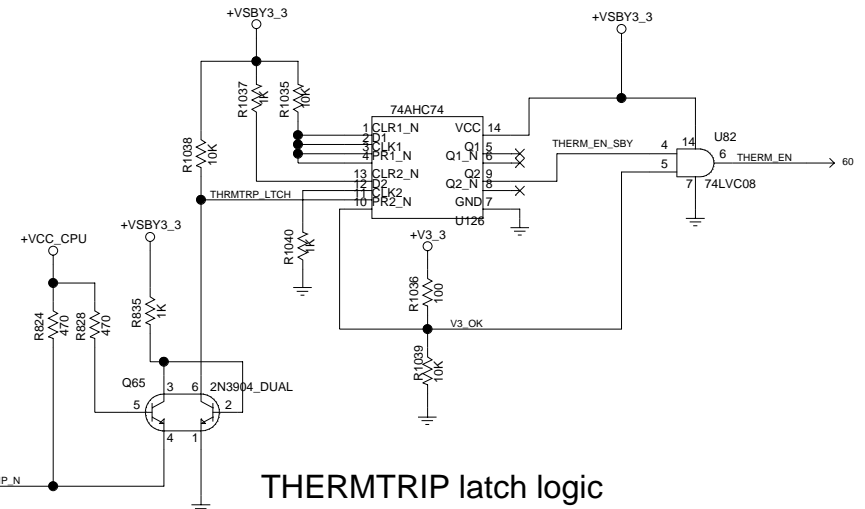 +VSBY3_3
+VSBY3_3
R1037
1K
R1035
10K
74AHC74
R1038
10K
1 CLR1_N
2 D1
3 CLK1
4 PR1_N
VCC 14
Q1 5
Q1_N 6
13 CLR2_N
12 D2
11 CLK2
10 PR2_N
Q2 9
Q2_N 8
GND 7
U126
THERM_EN_SBY
4
5
14
U82
6
THERM_EN
60
7
74LVC08
THRMTRP_LTCH
+VCC_CPU
+VSBY3_3
R1040
1K
+V3_3
R1036
100
V3_OK
R824
470
R828
470
R835
1K
R1039
10K
Q65
3
6
2N3904_DUAL
5
2
4
1
IP_N
THERMTRIP latch logic